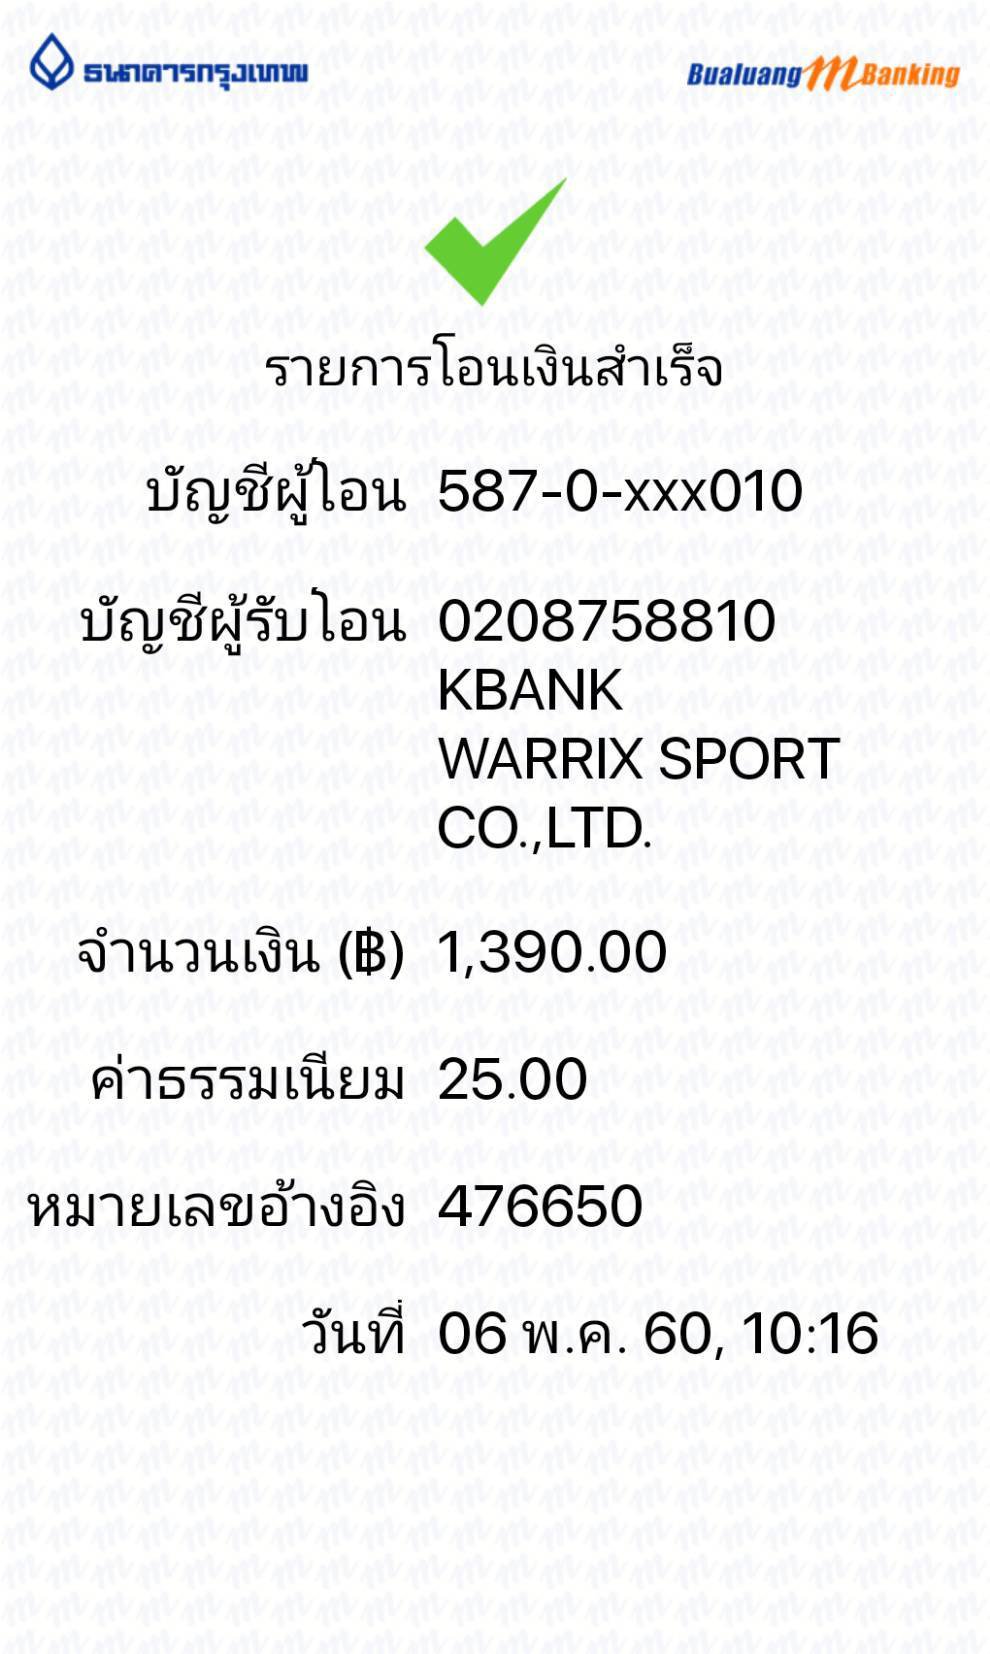 ธนาคารกรุงเทพ
Bualuang mBanking
รายการโอนเงินสำเร็จ
บัญชีผู้โอน 587-0-xxx010
บัญชีผู้รับโอน 0208758810
KBANK
WARRIX SPORT
CO.,LTD.
จำนวนเงิน (฿) 1,390.00
ค่าธรรมเนียม 25.00
หมายเลขอ้างอิง 476650
วันที่ 06 พ.ค. 60, 10:16